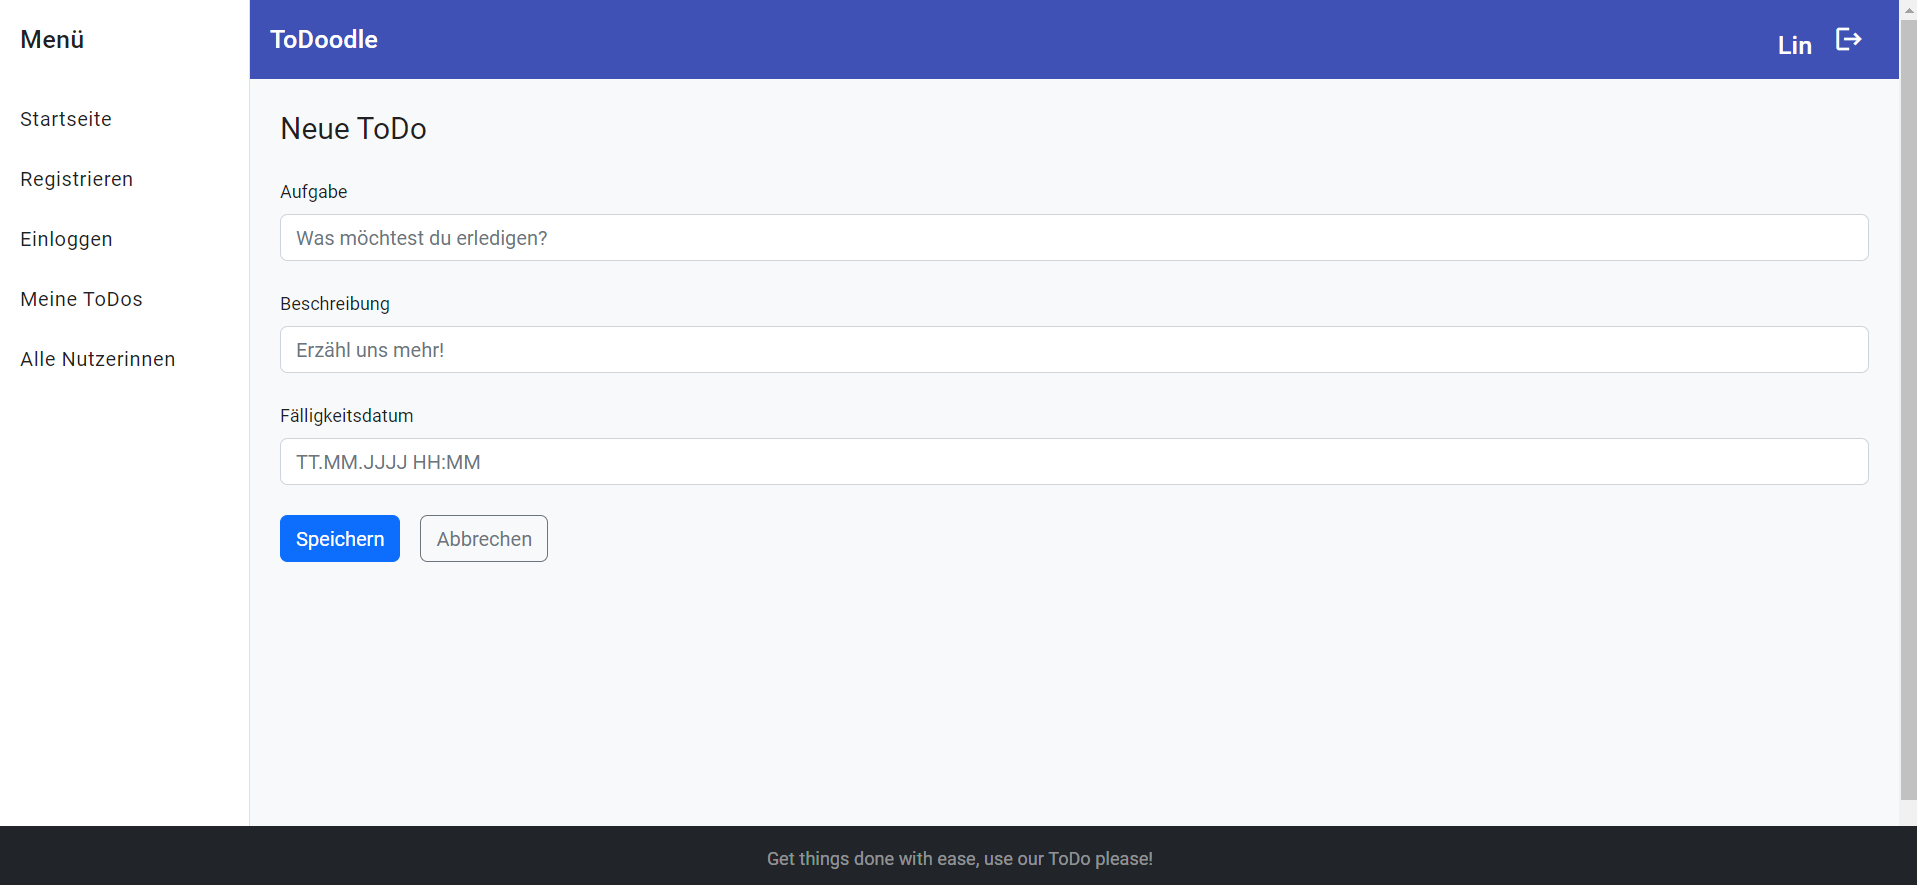 Menü
Startseite
Registrieren
Einloggen
Meine ToDos
Alle Nutzerinnen
ToDoodle
Lin
Neue ToDo
Aufgabe
Was möchtest du erledigen?
Beschreibung
Erzähl uns mehr!
Fälligkeitsdatum
TT.MM.JJJJ HH:MM
Speichern Abbrechen
Get things done with ease, use our ToDo please!